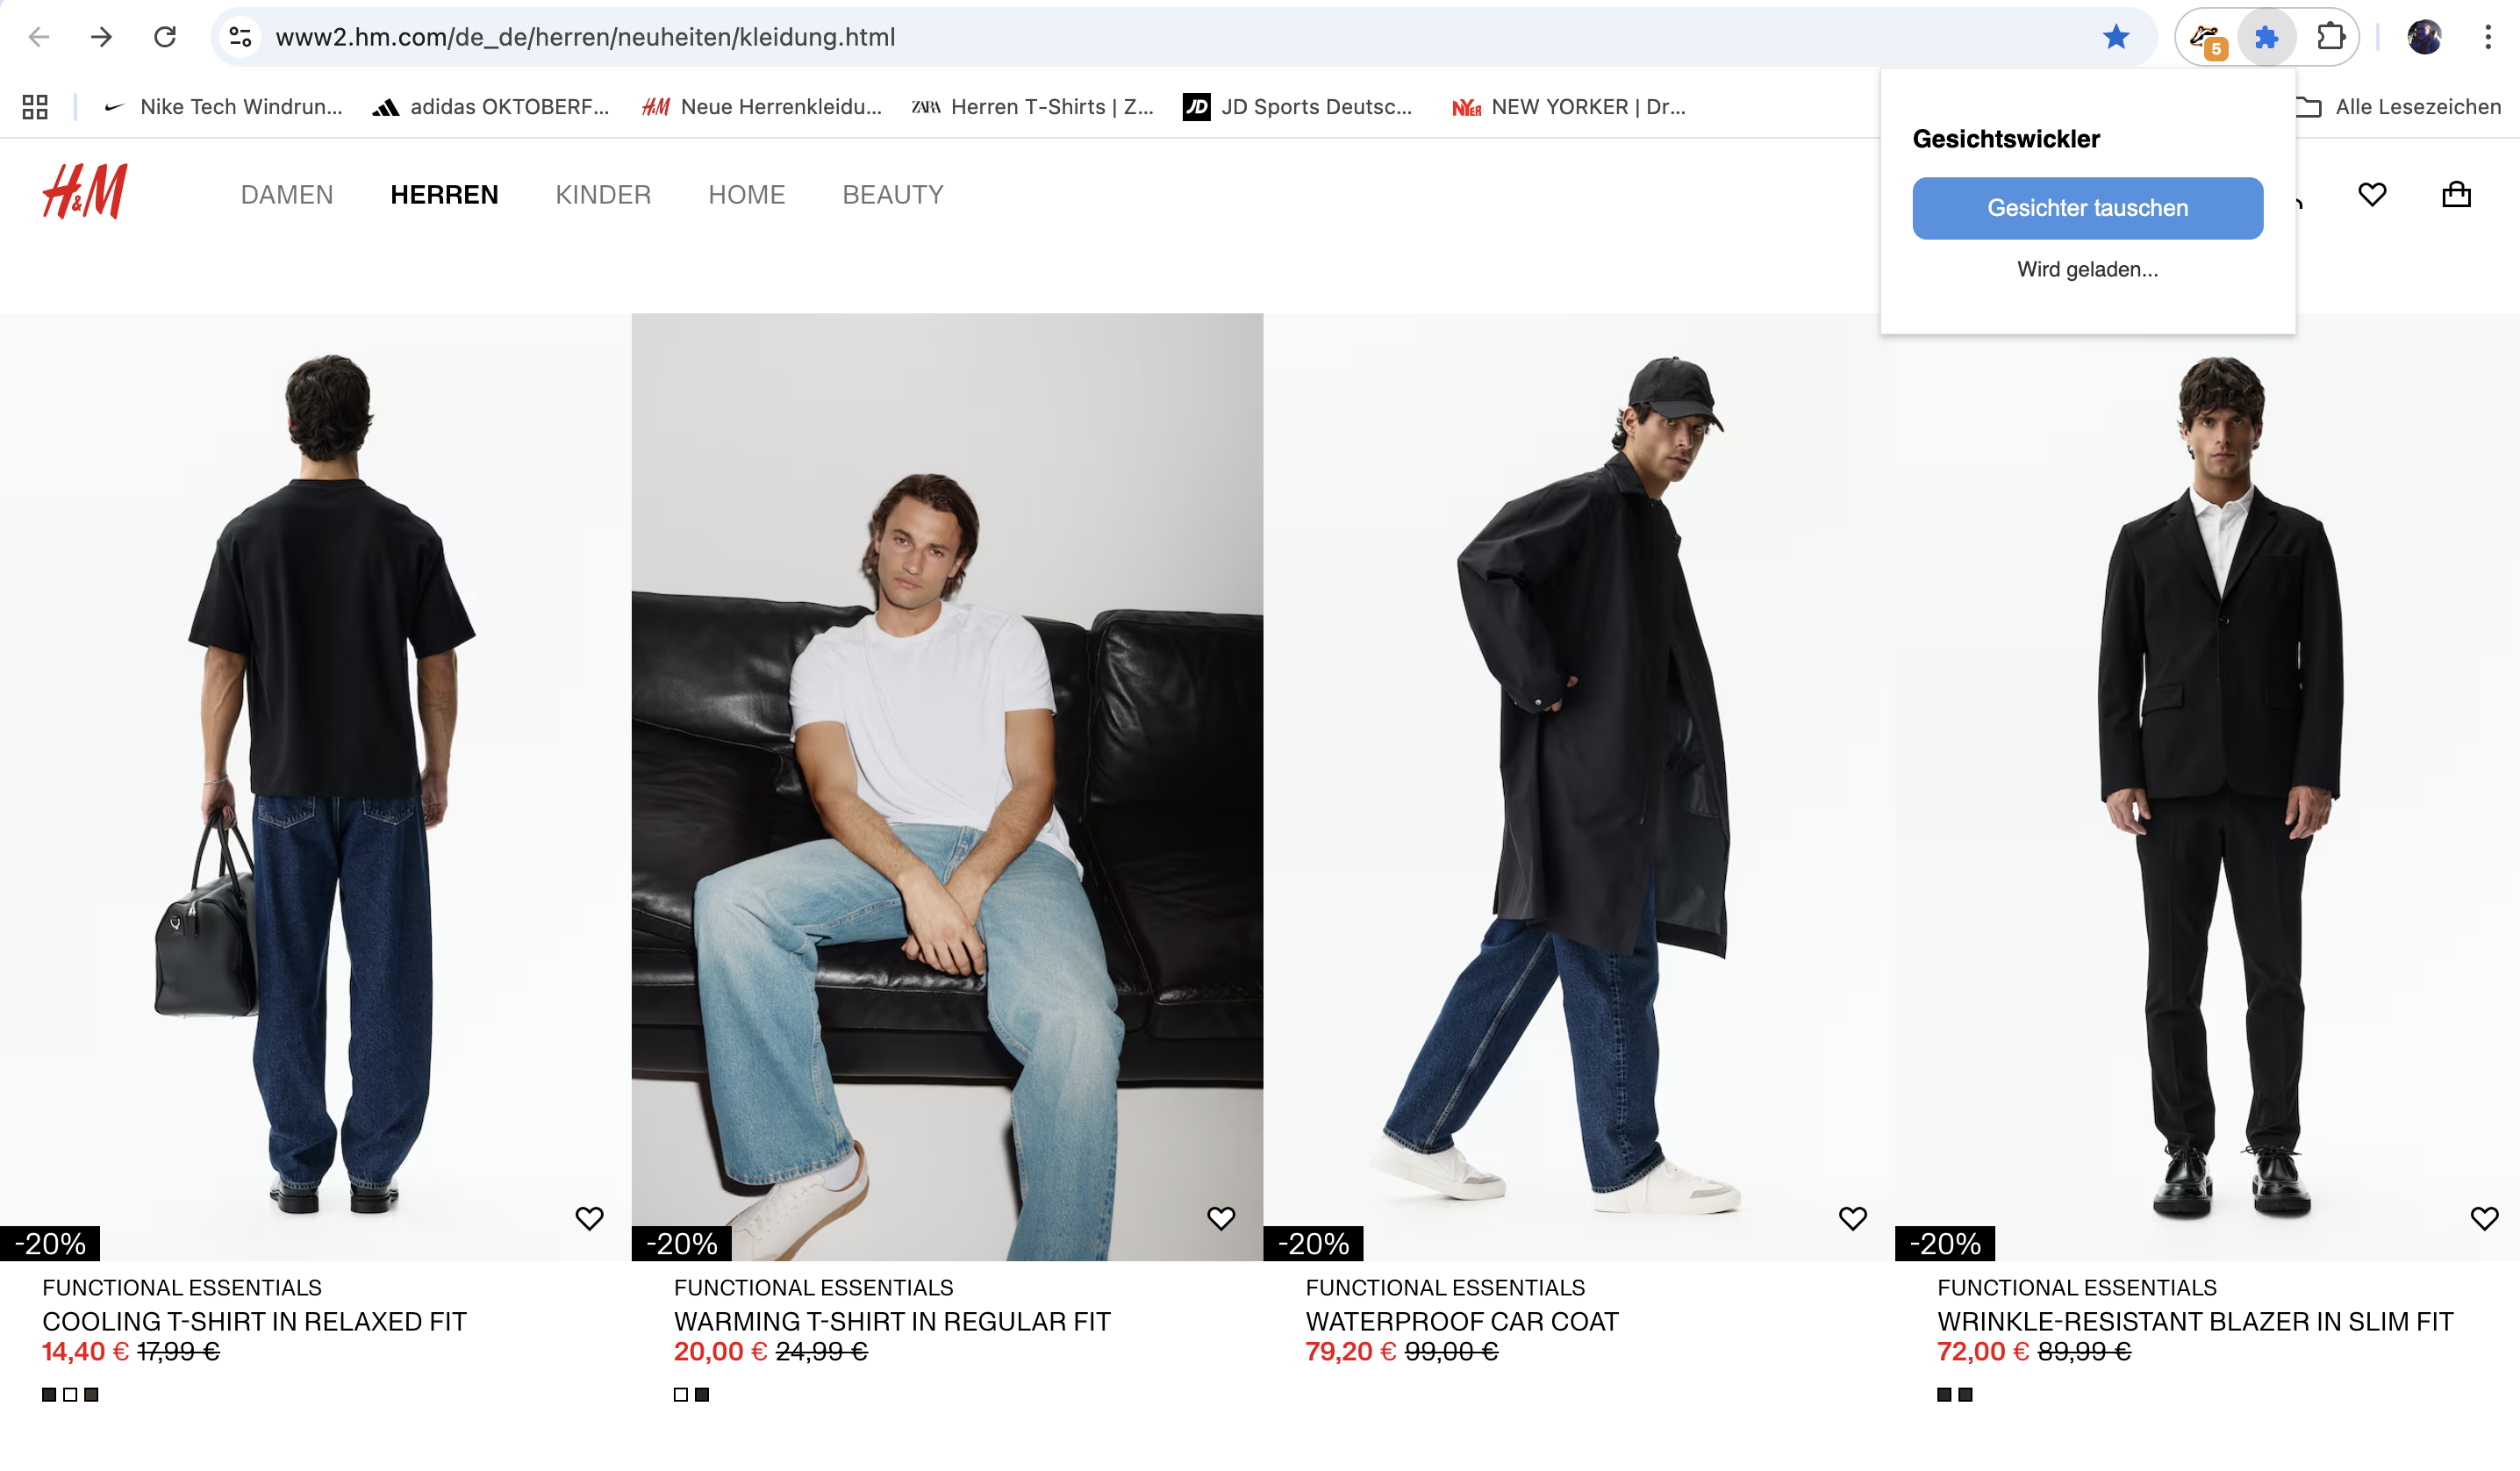 www2.hm.com/de_de/herren/neuheiten/kleidung.html
5
Nike Tech Windrun...
adidas OKTOBERF...
H&M
Neue Herrenkleidu...
ZARA
Herren T-Shirts | Z...
JD
JD Sports Deutsc...
NYER
NEW YORKER | Dr...
Alle Lesezeichen
Gesichtswickler
Gesichter tauschen
Wird geladen...
H&M
DAMEN
HERREN
KINDER
HOME
BEAUTY
-20%
FUNCTIONAL ESSENTIALS
COOLING T-SHIRT IN RELAXED FIT
14,40 € 17,99 €
-20%
FUNCTIONAL ESSENTIALS
WARMING T-SHIRT IN REGULAR FIT
20,00 € 24,99 €
-20%
FUNCTIONAL ESSENTIALS
WATERPROOF CAR COAT
79,20 € 99,00 €
-20%
FUNCTIONAL ESSENTIALS
WRINKLE-RESISTANT BLAZER IN SLIM FIT
72,00 € 89,99 €